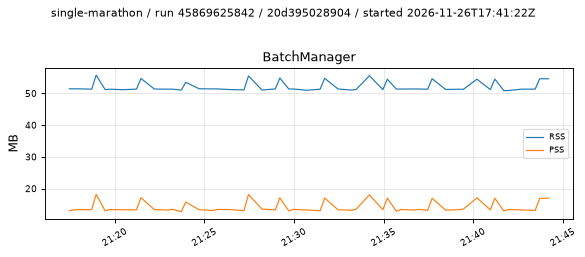 single-marathon / run 45869625842 / 20d395028904 / started 2026-11-26T17:41:22Z
BatchManager
MB
50
40
30
20
RSS
PSS
21:20
21:25
21:30
21:35
21:40
21:45